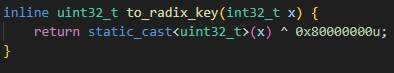 inline uint32_t to_radix_key(int32_t x) {
    return static_cast<uint32_t>(x) ^ 0x80000000u;
}